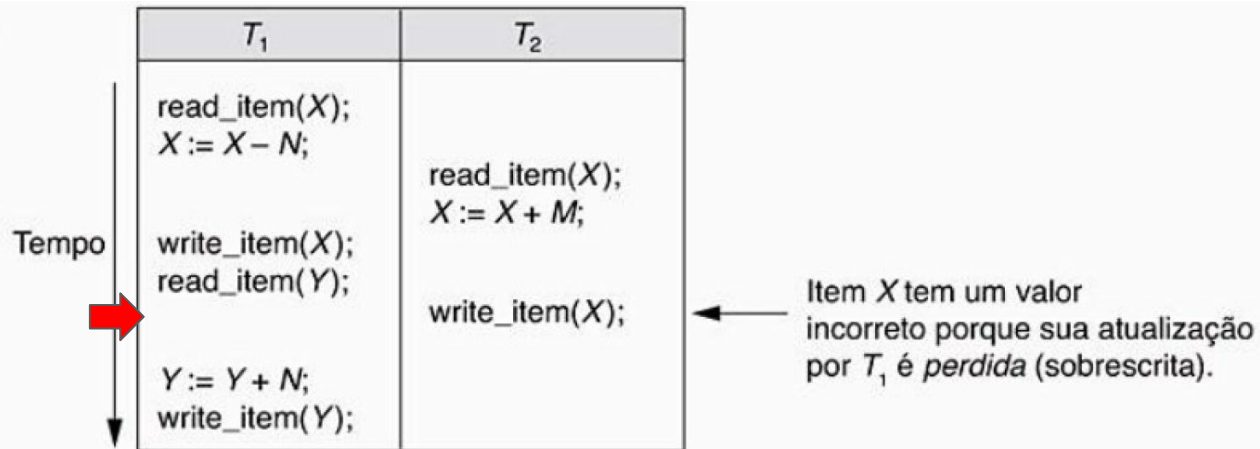 T₁ T₂
read_item(X);
X := X – N;
read_item(X);
X := X + M;
Tempo
write_item(X);
read_item(Y);
write_item(X);
Item X tem um valor
incorreto porque sua atualização
por T₁ é perdida (sobrescrita).
Y := Y + N;
write_item(Y);